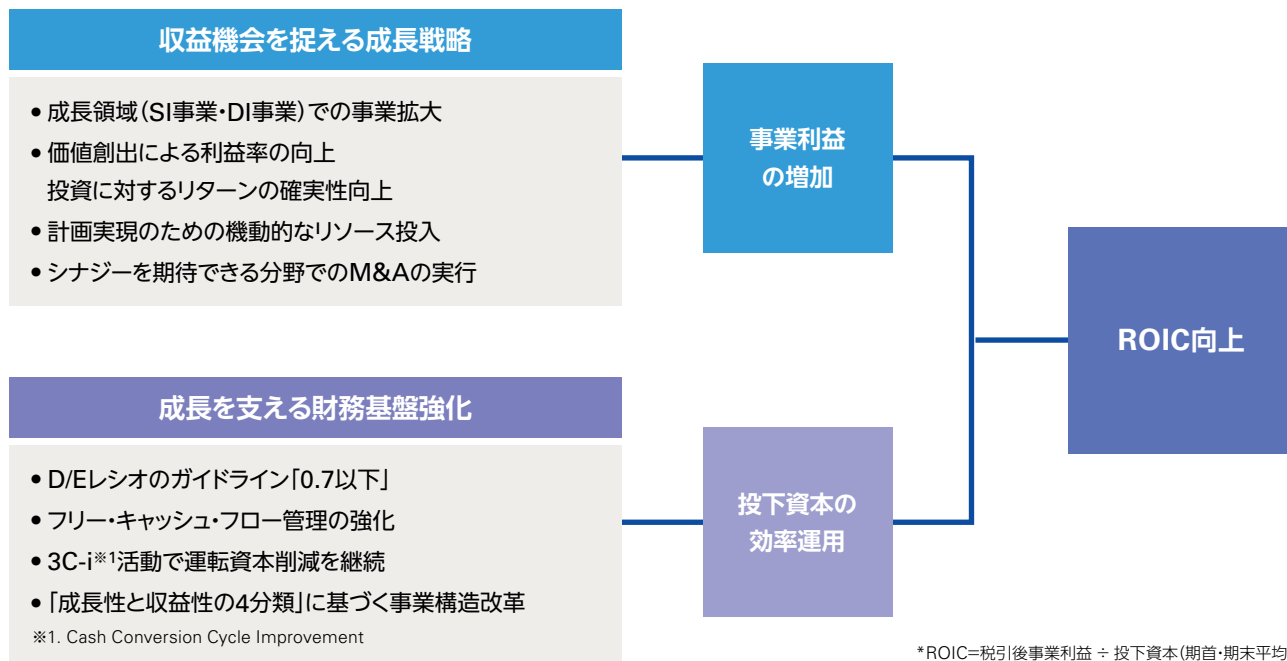 収益機会を捉える成長戦略
• 成長領域(SI事業・DI事業)での事業拡大
• 価値創出による利益率の向上
投資に対するリターンの確実性向上
• 計画実現のための機動的なリソース投入
• シナジーを期待できる分野でのM&Aの実行
事業利益
の増加
ROIC向上
成長を支える財務基盤強化
• D/Eレシオのガイドライン「0.7以下」
• フリー・キャッシュ・フロー管理の強化
• 3C-i※1活動で運転資本削減を継続
• 「成長性と収益性の4分類」に基づく事業構造改革
※1. Cash Conversion Cycle Improvement
投下資本の
効率運用
*ROIC=税引後事業利益 ÷ 投下資本(期首・期末平均